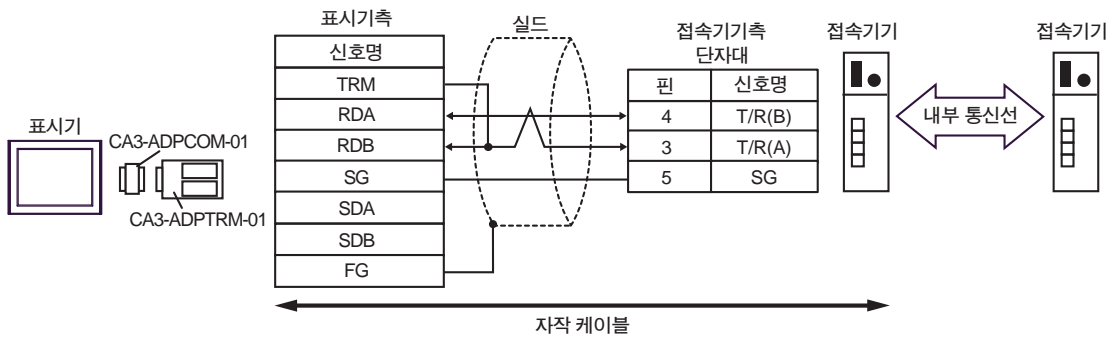 표시기측
실드
접속기기측
단자대
접속기기
접속기기
신호명
TRM
RDA
RDB
SG
SDA
SDB
FG
핀 신호명
4 T/R(B)
3 T/R(A)
5 SG
내부 통신선
표시기
CA3-ADPCOM-01
CA3-ADPTRM-01
자작 케이블